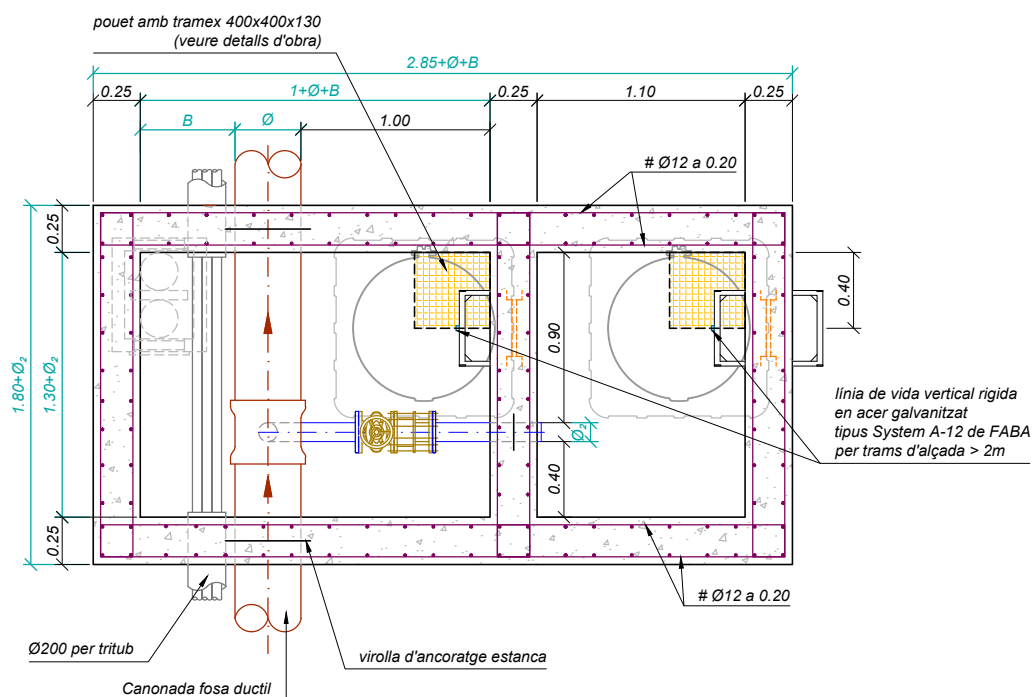 pouet amb tramex 400x400x130
(veure detalls d'obra)
2.85+Ø+B
0.25
1+Ø+B
0.25
1.10
0.25
B
Ø
1.00
# Ø12 a 0.20
0.25
1.80+Ø₂
1.30+Ø₂
0.25
0.90
0.40
Ø₂
0.40
línia de vida vertical rigida
en acer galvanitzat
tipus System A-12 de FABA
per trams d'alçada > 2m
# Ø12 a 0.20
Ø200 per tritub
virolla d'ancoratge estanca
Canonada fosa ductil